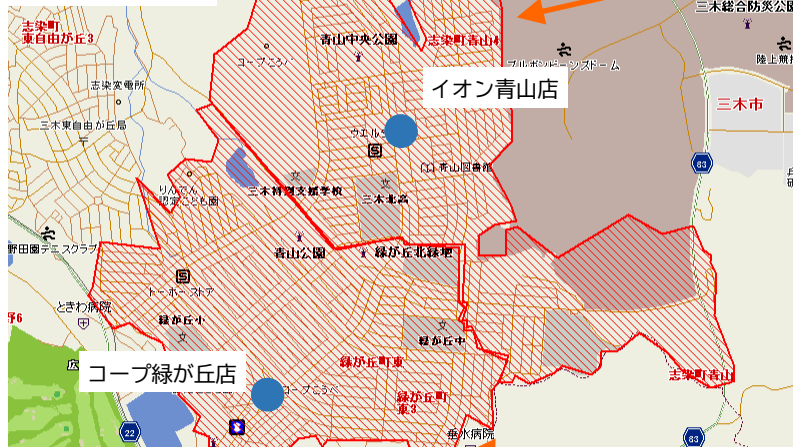 三木総合防災公園
志染町
東自由が丘3
青山中央公園
志染町青山4
コープこうべ
ブルボンビーンズドーム
陸上競技
志染変電所
イオン青山店
三木市
三木東自由が丘局
ウエルシ
S
青山図書館
63
三木特別支援学校
三木北高
りんでん
認定こども園
野田園テニスクラブ
青山公園
緑が丘北緑地
S
トーホーストア
ときわ病院
緑が丘小
緑が丘中
コープ緑が丘店
緑が丘町東
志染町青山
コープこうべ
緑が丘町
東3
22
垂水病院
63